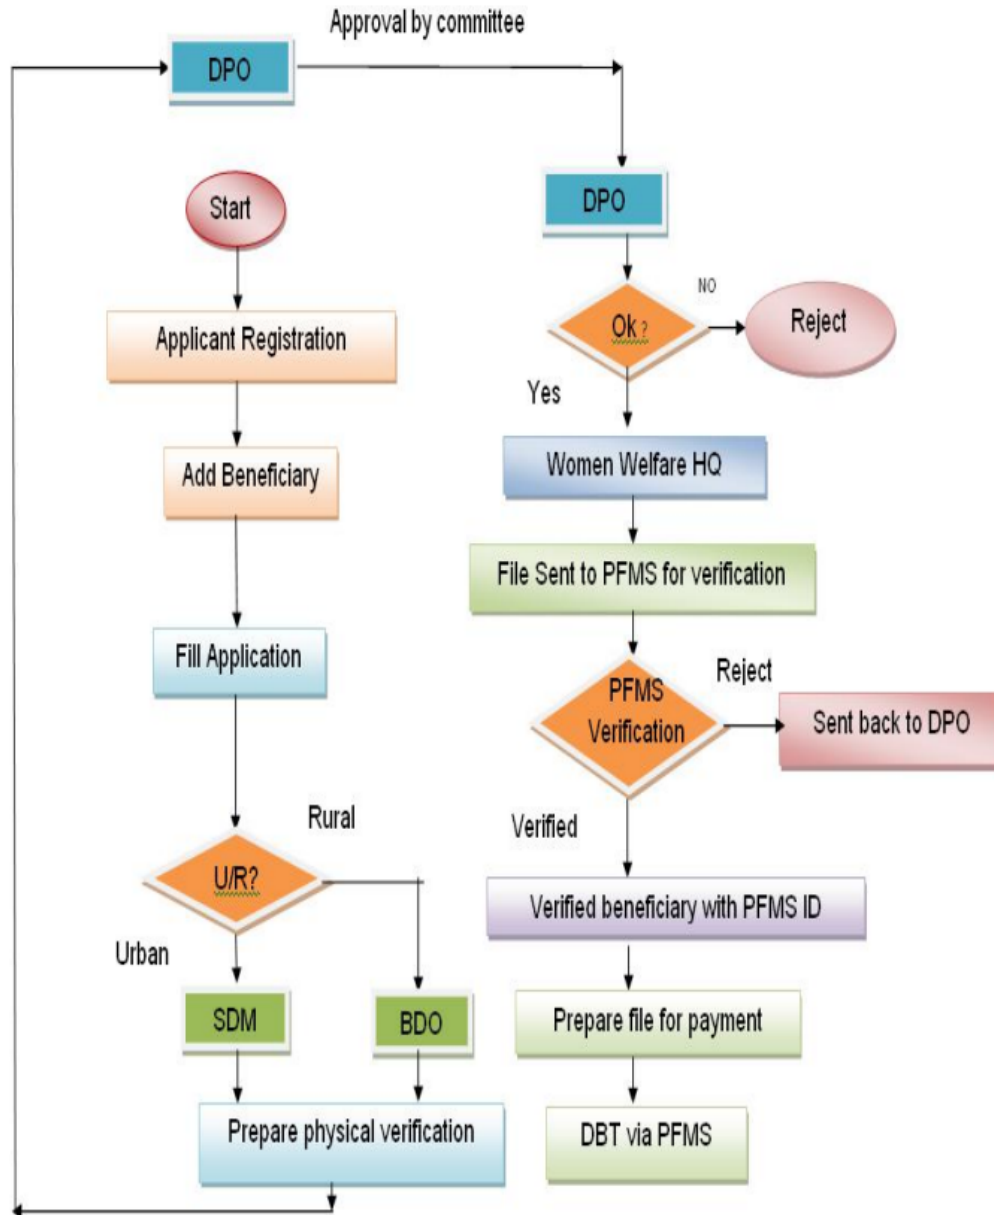 Approval by committee
DPO
Start
Applicant Registration
Add Beneficiary
Fill Application
Rural
U/R?
Urban
SDM
BDO
Prepare physical verification
DPO
NO
Ok ?
Reject
Yes
Women Welfare HQ
File Sent to PFMS for verification
Reject
PFMS
Verification
Sent back to DPO
Verified
Verified beneficiary with PFMS ID
Prepare file for payment
DBT via PFMS